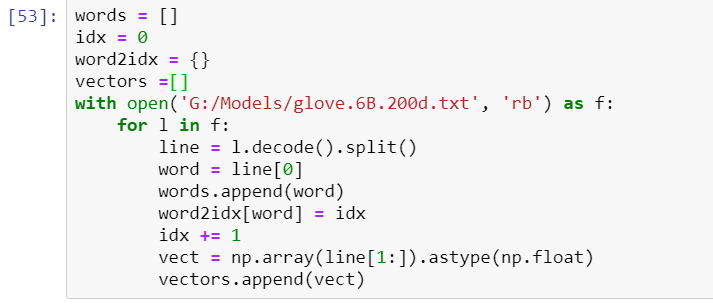 [53]: words = []
idx = 0
word2idx = {}
vectors =[]
with open('G:/Models/glove.6B.200d.txt', 'rb') as f:
    for l in f:
        line = l.decode().split()
        word = line[0]
        words.append(word)
        word2idx[word] = idx
        idx += 1
        vect = np.array(line[1:]).astype(np.float)
        vectors.append(vect)